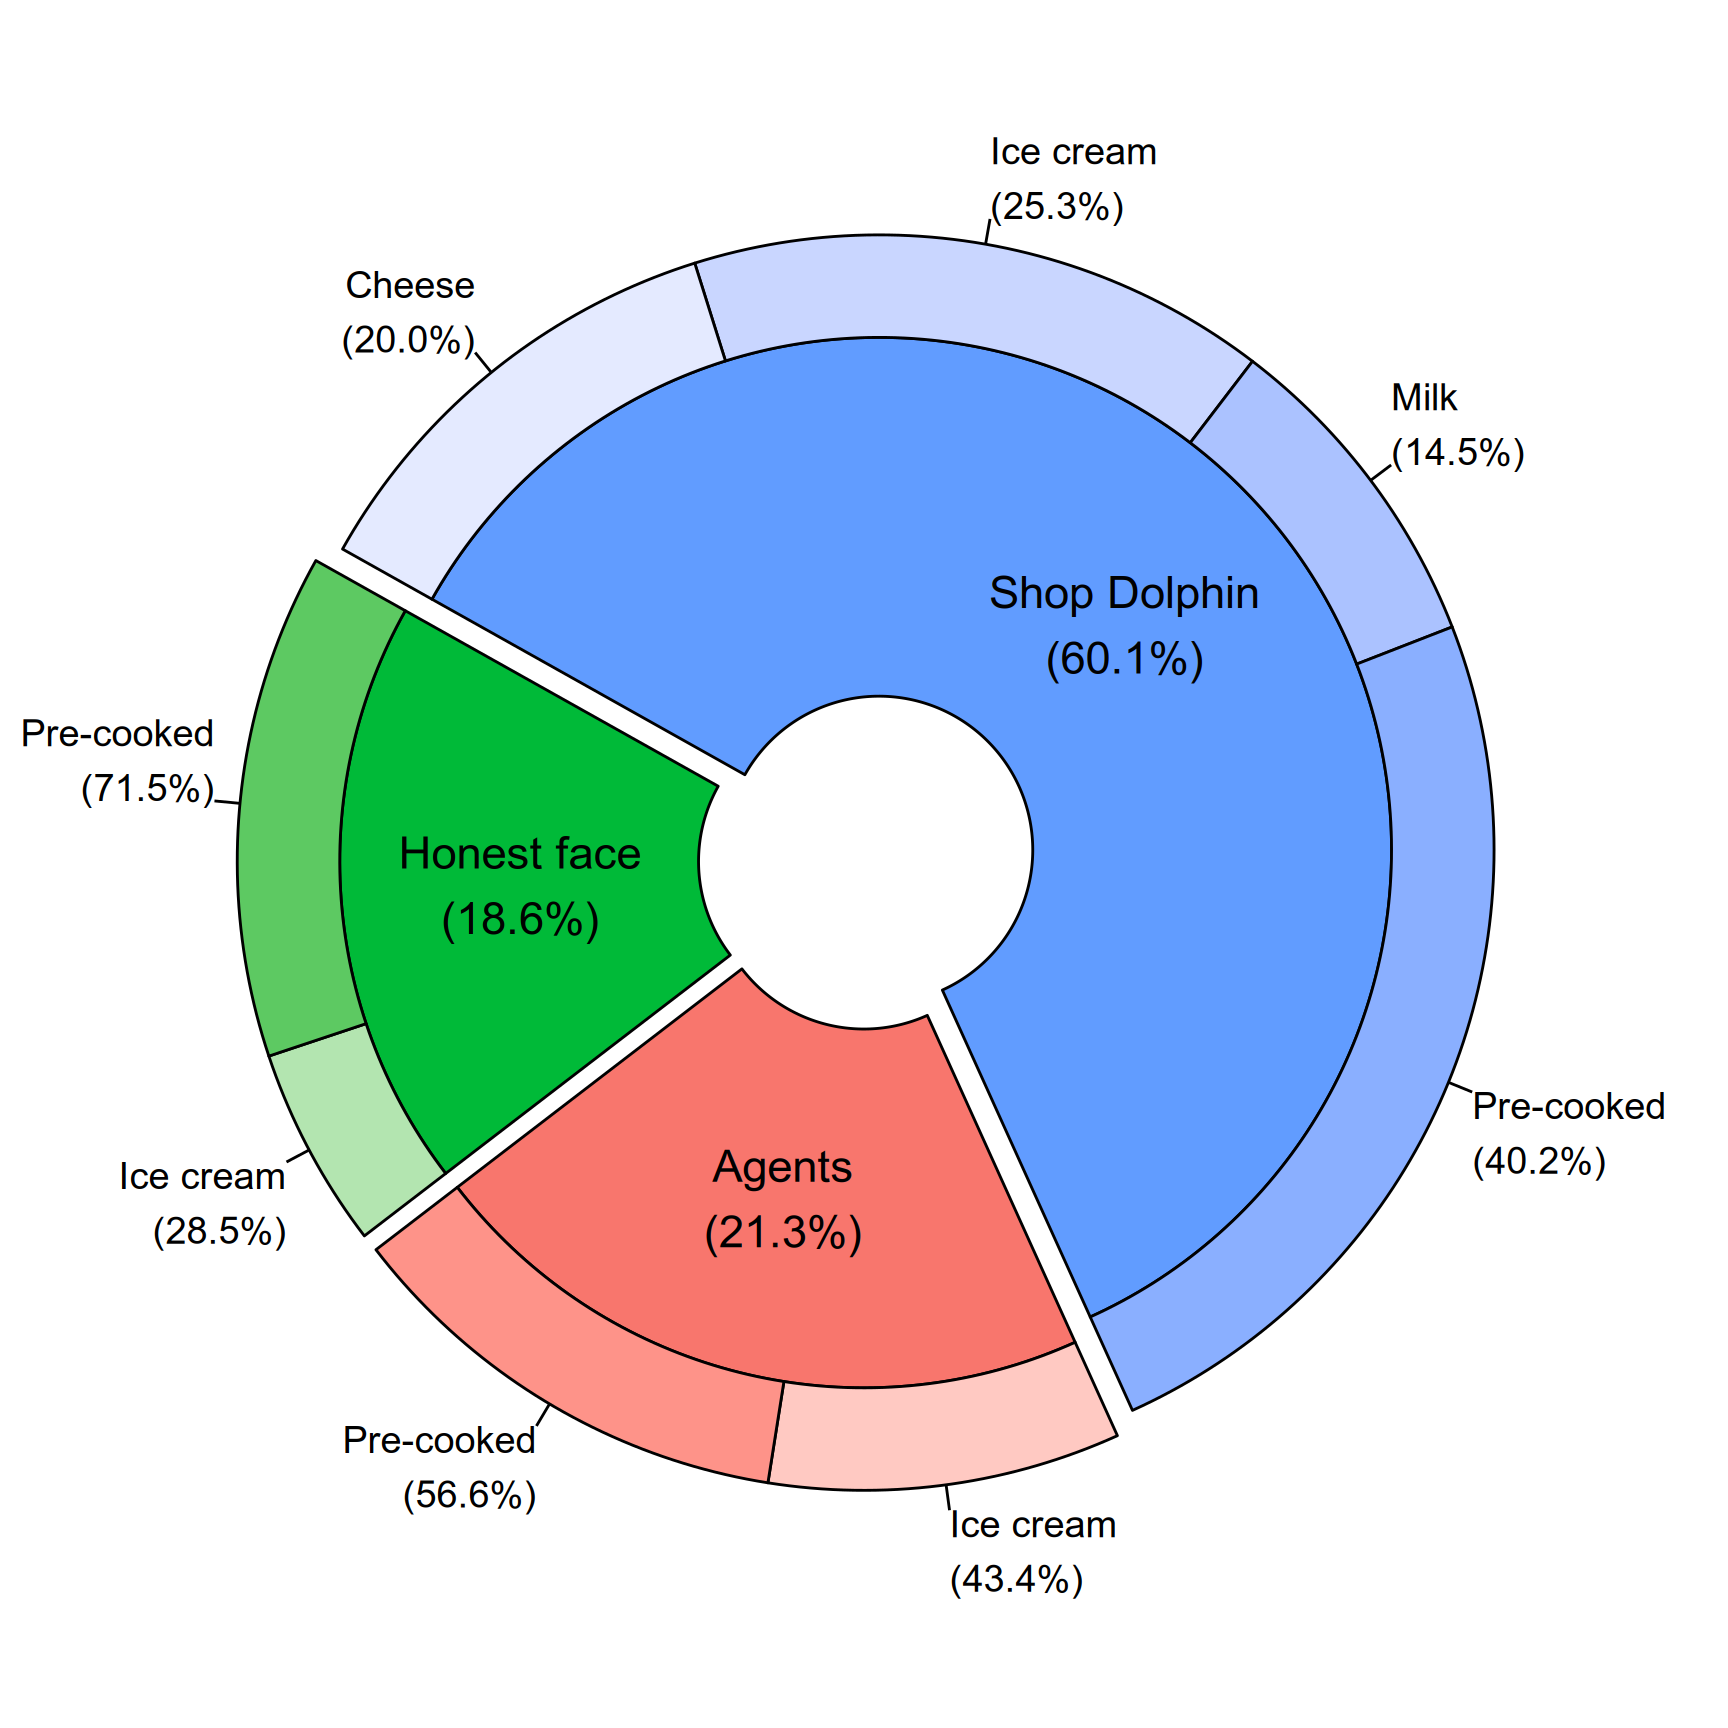 Ice cream
(25.3%)
Cheese
(20.0%)
Milk
(14.5%)
Shop Dolphin
(60.1%)
Pre-cooked
(71.5%)
Honest face
(18.6%)
Pre-cooked
(40.2%)
Ice cream
(28.5%)
Agents
(21.3%)
Pre-cooked
(56.6%)
Ice cream
(43.4%)